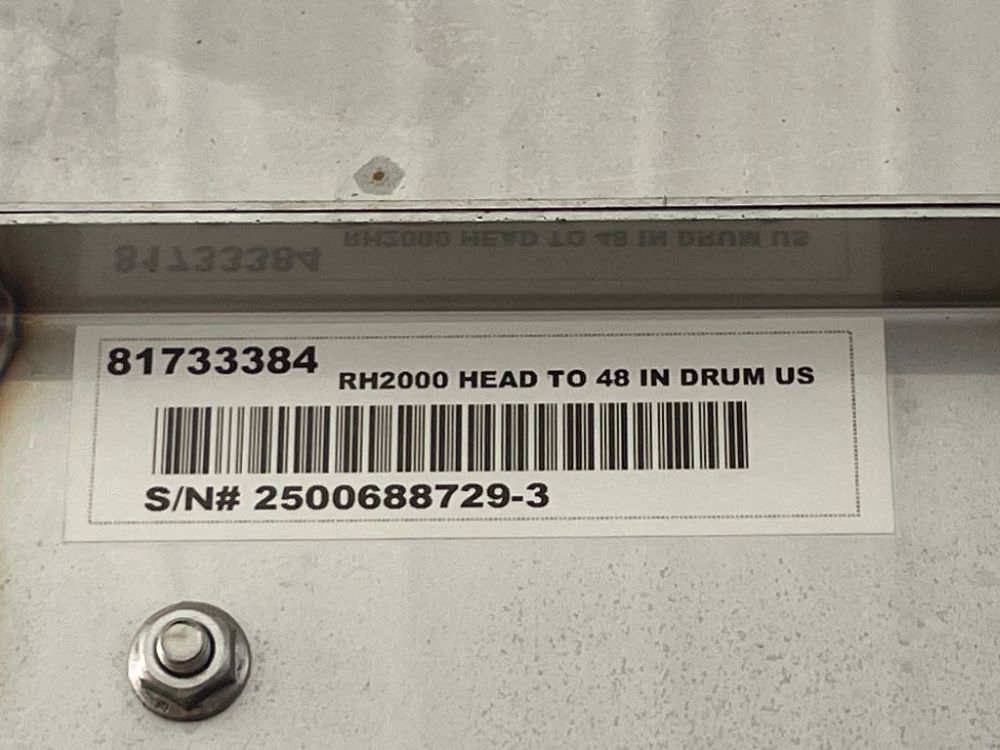 81733384
RH2000 HEAD TO 48 IN DRUM US
S/N# 2500688729-3